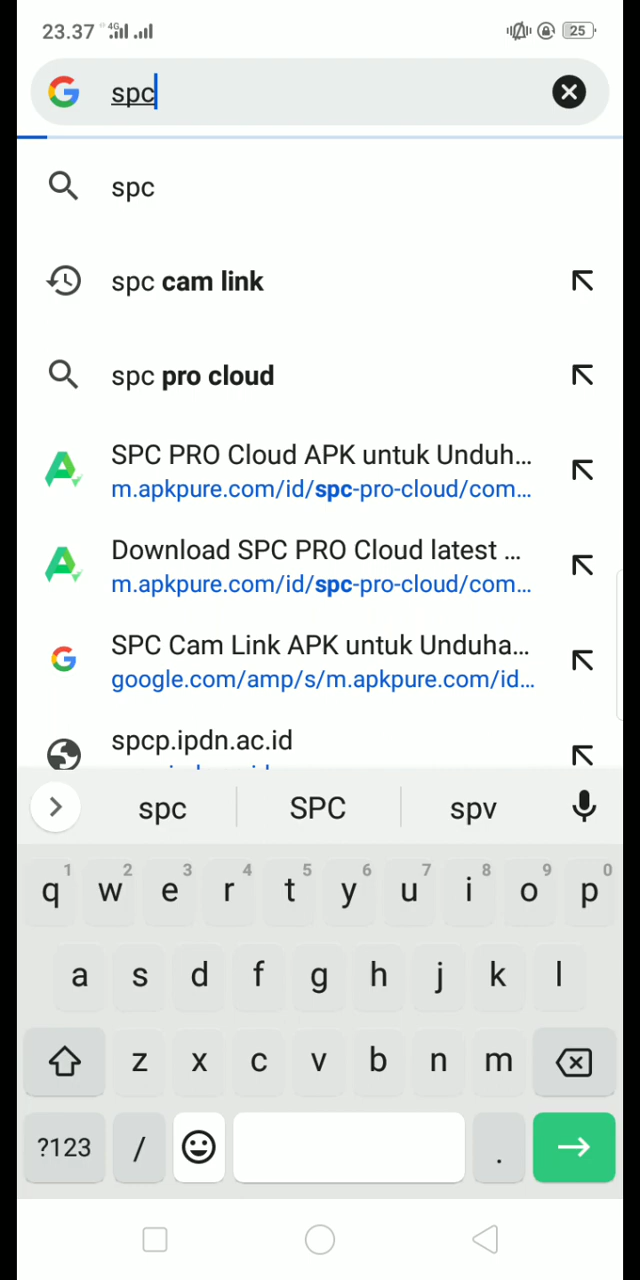 23.37 4G 25
spc
spc
spc cam link
spc pro cloud
SPC PRO Cloud APK untuk Unduh...
m.apkpure.com/id/spc-pro-cloud/com...
Download SPC PRO Cloud latest ...
m.apkpure.com/id/spc-pro-cloud/com...
SPC Cam Link APK untuk Unduha...
google.com/amp/s/m.apkpure.com/id...
spcp.ipdn.ac.id
spc SPC spv
1 2 3 4 5 6 7 8 9 0
q w e r t y u i o p
a s d f g h j k l
z x c v b n m
?123 / .